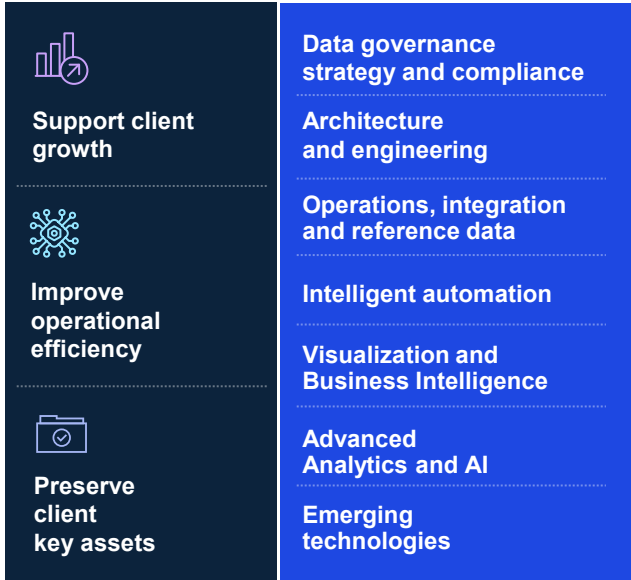 Support client
growth
Improve
operational
efficiency
Preserve
client
key assets
Data governance
strategy and compliance
Architecture
and engineering
Operations, integration
and reference data
Intelligent automation
Visualization and
Business Intelligence
Advanced
Analytics and AI
Emerging
technologies